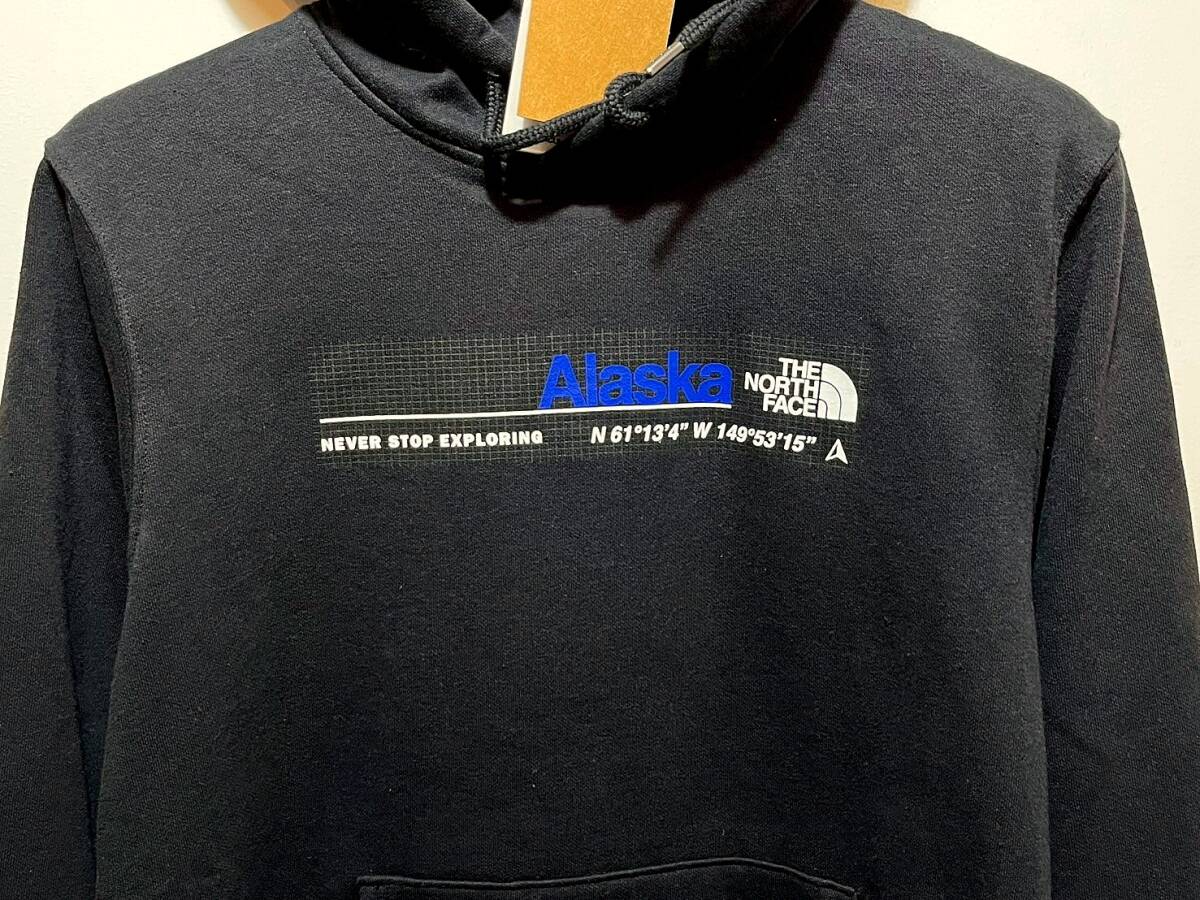 Alaska
THE
NORTH
FACE
NEVER STOP EXPLORING
N 61°13'4" W 149°53'15"